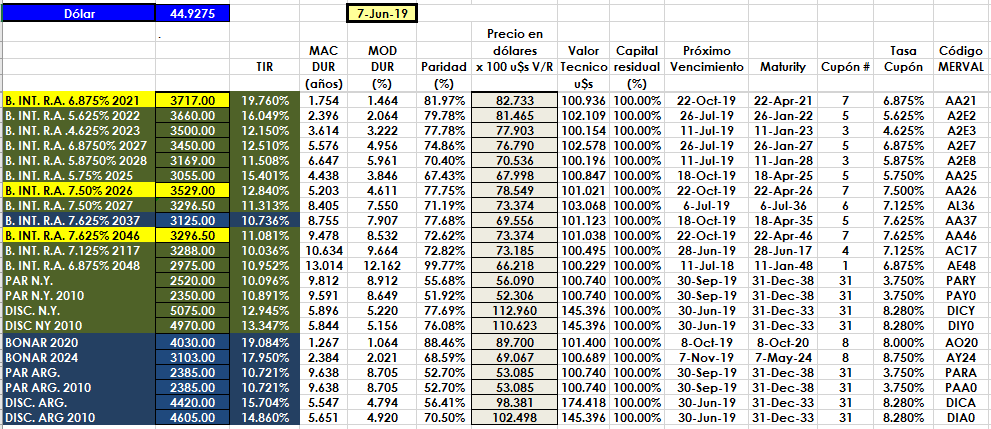 Dólar 44.9275 7-Jun-19
.
Precio en
MAC MOD dólares Valor Capital Próximo Tasa Código
TIR DUR DUR Paridad x 100 u$s V/R Tecnico residual Vencimiento Maturity Cupón # Cupón MERVAL
(años) (%) (%) u$s (%)
B. INT. R.A. 6.875% 2021 3717.00 19.760% 1.754 1.464 81.97% 82.733 100.936 100.00% 22-Oct-19 22-Apr-21 7 6.875% AA21
B. INT. R.A. 5.625% 2022 3660.00 16.049% 2.396 2.064 79.78% 81.465 102.109 100.00% 26-Jul-19 26-Jan-22 5 5.625% A2E2
B. INT. R.A. 4.625% 2023 3500.00 12.150% 3.614 3.222 77.78% 77.903 100.154 100.00% 11-Jul-19 11-Jan-23 3 4.625% A2E3
B. INT. R.A. 6.8750% 2027 3450.00 12.510% 5.576 4.956 74.86% 76.790 102.578 100.00% 26-Jul-19 26-Jan-27 5 6.875% A2E7
B. INT. R.A. 5.8750% 2028 3169.00 11.508% 6.647 5.961 70.40% 70.536 100.196 100.00% 11-Jul-19 11-Jan-28 3 5.875% A2E8
B. INT. R.A. 5.75% 2025 3055.00 15.401% 4.438 3.846 67.43% 67.998 100.847 100.00% 18-Oct-19 18-Apr-25 5 5.750% AA25
B. INT. R.A. 7.50% 2026 3529.00 12.840% 5.203 4.611 77.75% 78.549 101.021 100.00% 22-Oct-19 22-Apr-26 7 7.500% AA26
B. INT. R.A. 7.50% 2027 3296.50 11.313% 8.405 7.550 71.19% 73.374 103.068 100.00% 6-Jul-19 6-Jul-36 6 7.125% AL36
B. INT. R.A. 7.625% 2037 3125.00 10.736% 8.755 7.907 77.68% 69.556 101.123 100.00% 18-Oct-19 18-Apr-35 5 7.625% AA37
B. INT. R.A. 7.625% 2046 3296.50 11.081% 9.478 8.532 72.62% 73.374 101.038 100.00% 22-Oct-19 22-Apr-46 7 7.625% AA46
B. INT. R.A. 7.125% 2117 3288.00 10.036% 10.634 9.664 72.82% 73.185 100.495 100.00% 28-Jun-19 28-Jun-17 4 7.125% AC17
B. INT. R.A. 6.875% 2048 2975.00 10.952% 13.014 12.162 99.77% 66.218 100.229 100.00% 11-Jul-18 11-Jan-48 1 6.875% AE48
PAR N.Y. 2520.00 10.096% 9.812 8.912 55.68% 56.090 100.740 100.00% 30-Sep-19 31-Dec-38 31 3.750% PARY
PAR N.Y. 2010 2350.00 10.891% 9.591 8.649 51.92% 52.306 100.740 100.00% 30-Sep-19 31-Dec-38 31 3.750% PAY0
DISC. N.Y. 5075.00 12.945% 5.896 5.220 77.69% 112.960 145.396 100.00% 30-Jun-19 31-Dec-33 31 8.280% DICY
DISC NY 2010 4970.00 13.347% 5.844 5.156 76.08% 110.623 145.396 100.00% 30-Jun-19 31-Dec-33 31 8.280% DIY0
BONAR 2020 4030.00 19.084% 1.267 1.064 88.46% 89.700 101.400 100.00% 8-Oct-19 8-Oct-20 8 8.000% AO20
BONAR 2024 3103.00 17.950% 2.384 2.021 68.59% 69.067 100.689 100.00% 7-Nov-19 7-May-24 8 8.750% AY24
PAR ARG. 2385.00 10.721% 9.638 8.705 52.70% 53.085 100.740 100.00% 30-Sep-19 31-Dec-38 31 3.750% PARA
PAR ARG. 2010 2385.00 10.721% 9.638 8.705 52.70% 53.085 100.740 100.00% 30-Sep-19 31-Dec-38 31 3.750% PAA0
DISC. ARG. 4420.00 15.704% 5.547 4.794 56.41% 98.381 174.418 100.00% 30-Jun-19 31-Dec-33 31 8.280% DICA
DISC. ARG 2010 4605.00 14.860% 5.651 4.920 70.50% 102.498 145.396 100.00% 30-Jun-19 31-Dec-33 31 8.280% DIA0